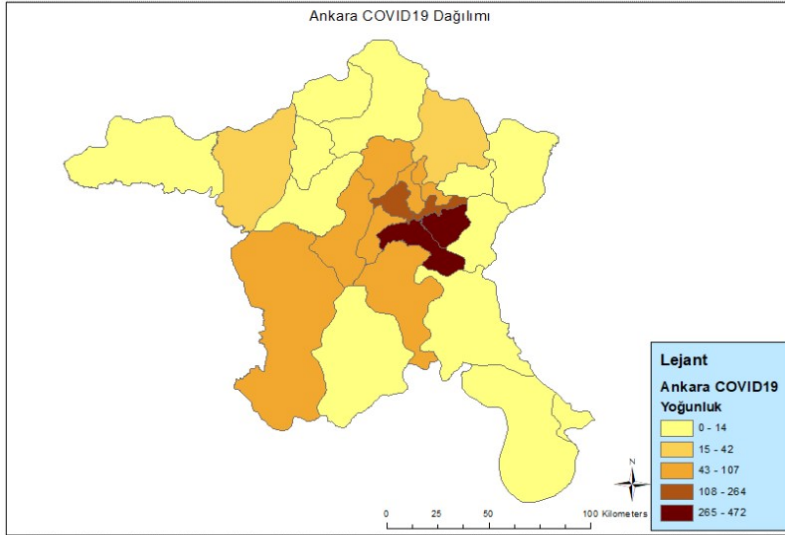 Ankara COVID19 Dağılımı
Lejant
Ankara COVID19
Yoğunluk
0 - 14
15 - 42
43 - 107
108 - 264
265 - 472
N
0 25 50 100 Kilometers